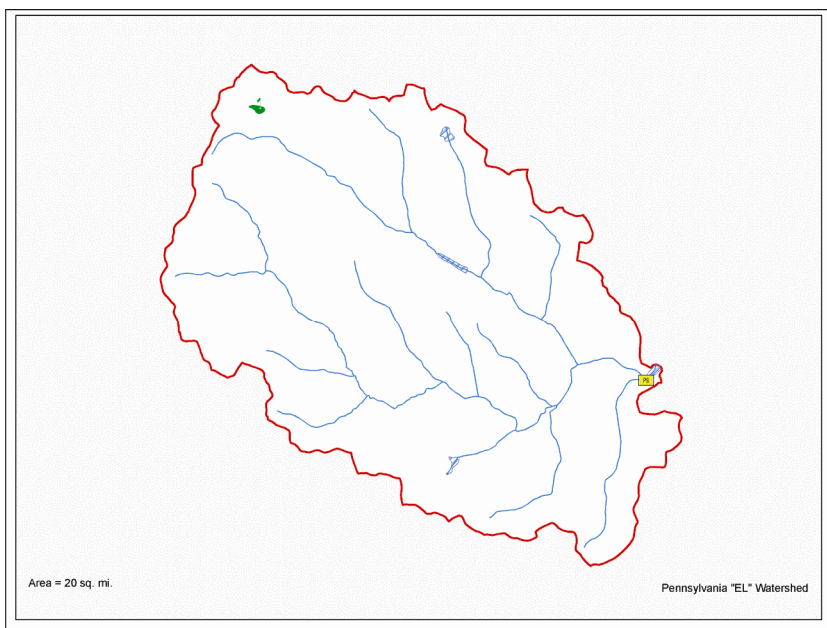 PS
Area = 20 sq. mi.
Pennsylvania "EL" Watershed